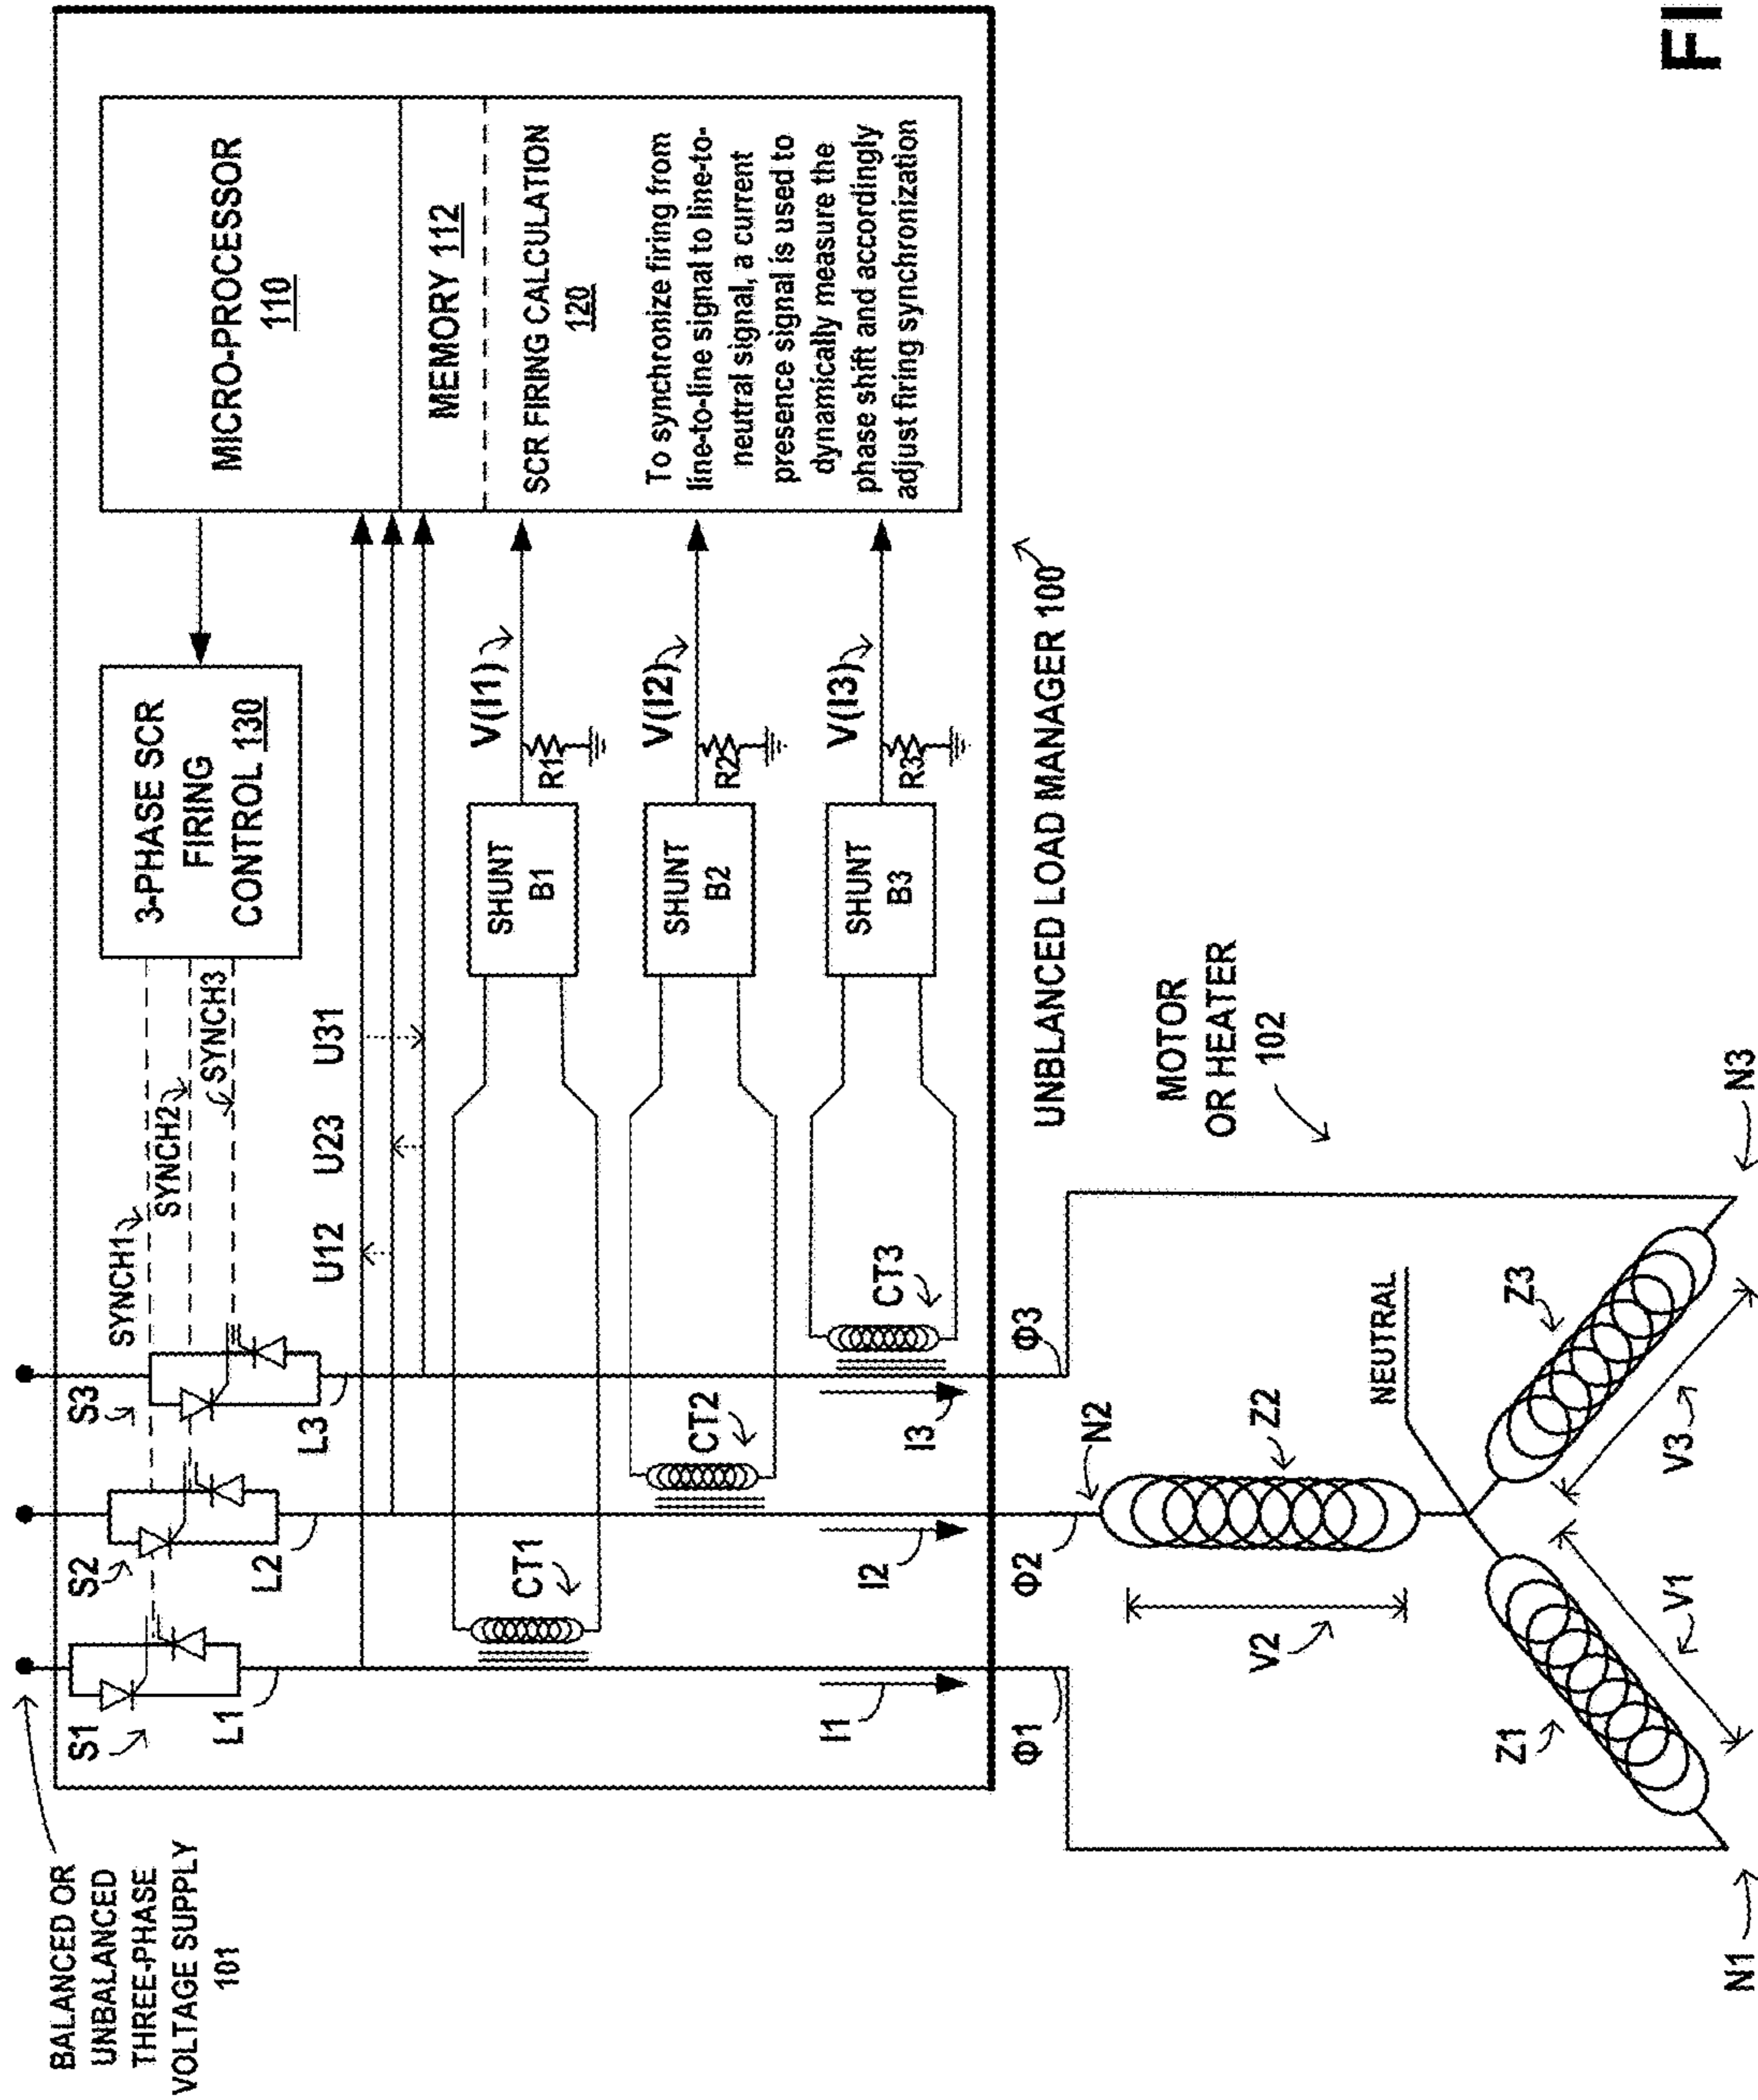 BALANCED OR
UNBALANCED
THREE-PHASE
VOLTAGE SUPPLY
101
S1
S2
S3
L1
L2
L3
SYNCH1
SYNCH2
SYNCH3
3-PHASE SCR
FIRING
CONTROL 130
MICRO-PROCESSOR
110
MEMORY 112
SCR FIRING CALCULATION
120
To synchronize firing from
line-to-line signal to line-to-
neutral signal, a current
presence signal is used to
dynamically measure the
phase shift and accordingly
adjust firing synchronization
U12
U23
U31
CT1
CT2
CT3
SHUNT
B1
SHUNT
B2
SHUNT
B3
R1
R2
R3
V(I1)
V(I2)
V(I3)
I1
I2
I3
Φ1
Φ2
Φ3
UNBLANCED LOAD MANAGER 100
MOTOR
OR HEATER
102
N2
Z2
V2
NEUTRAL
Z1
Z3
V1
V3
N1
N3
FI